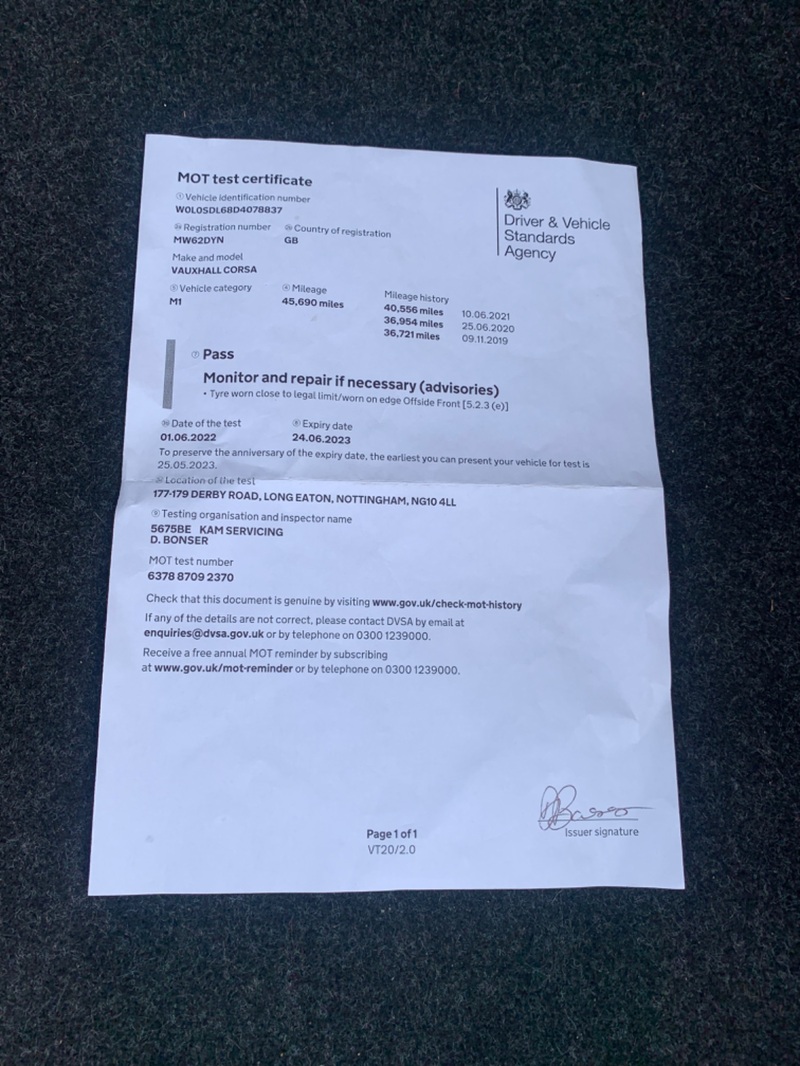 MOT test certificate
① Vehicle identification number
W0L0SDL68D4078837
Registration number
Country of registration
MW62DYN
GB
Make and model
VAUXHALL CORSA
⑤ Vehicle category
④ Mileage
Mileage history
M1
45,690 miles
40,556 miles 10.06.2021
36,954 miles 25.06.2020
36,721 miles 09.11.2019
Driver & Vehicle
Standards
Agency
⑦ Pass
Monitor and repair if necessary (advisories)
• Tyre worn close to legal limit/worn on edge Offside Front [5.2.3 (e)]
Date of the test
⑧ Expiry date
01.06.2022
24.06.2023
To preserve the anniversary of the expiry date, the earliest you can present your vehicle for test is
25.05.2023.
Location of the test
177-179 DERBY ROAD, LONG EATON, NOTTINGHAM, NG10 4LL
⑨ Testing organisation and inspector name
5675BE KAM SERVICING
D. BONSER
MOT test number
6378 8709 2370
Check that this document is genuine by visiting www.gov.uk/check-mot-history
If any of the details are not correct, please contact DVSA by email at
enquiries@dvsa.gov.uk or by telephone on 0300 1239000.
Receive a free annual MOT reminder by subscribing
at www.gov.uk/mot-reminder or by telephone on 0300 1239000.
Issuer signature
Page 1 of 1
VT20/2.0